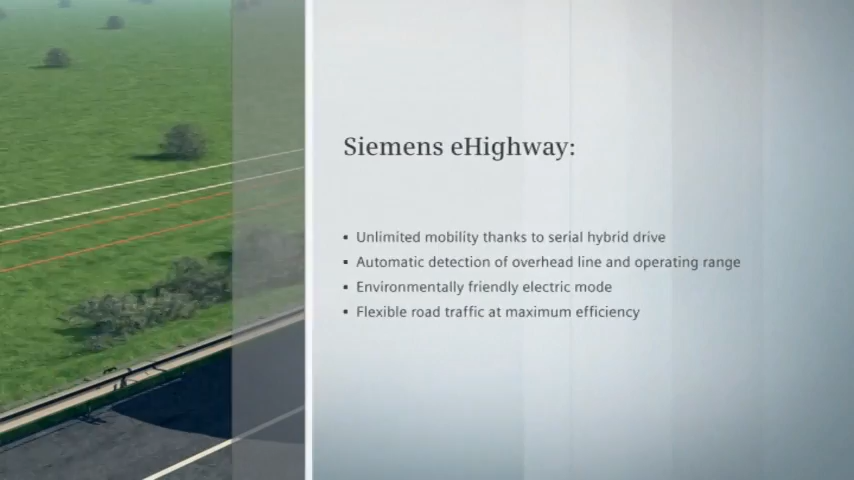 Siemens eHighway:
▪ Unlimited mobility thanks to serial hybrid drive
▪ Automatic detection of overhead line and operating range
▪ Environmentally friendly electric mode
▪ Flexible road traffic at maximum efficiency